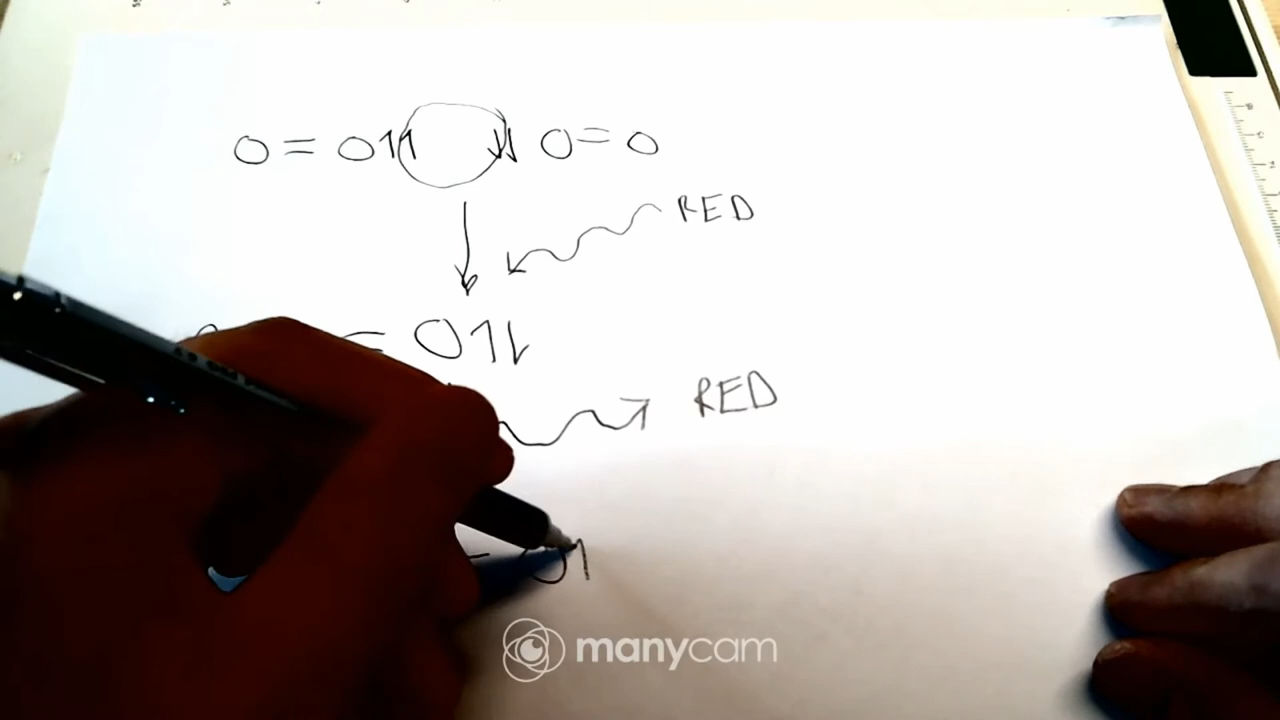 O = O↿↿ ⇂⇂ O = O
RED
= O↿⇂
RED
O↿
manycam